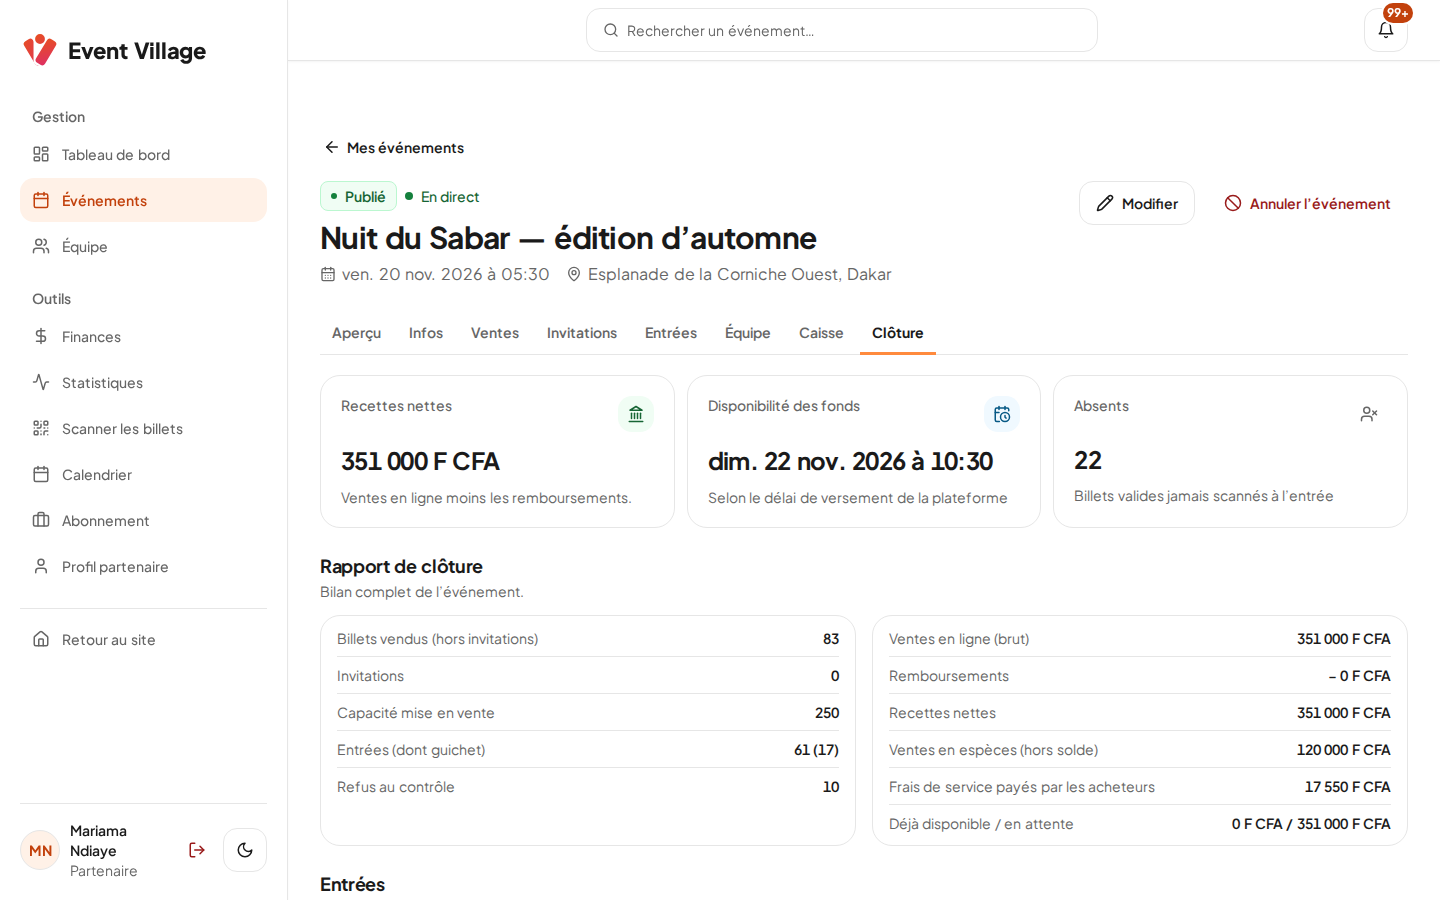 Event Village
Rechercher un événement…
99+
Gestion
Tableau de bord
Événements
Équipe
Outils
Finances
Statistiques
Scanner les billets
Calendrier
Abonnement
Profil partenaire
Retour au site
MN
Mariama
Ndiaye
Partenaire
Mes événements
Publié
En direct
Modifier
Annuler l’événement
Nuit du Sabar — édition d’automne
ven. 20 nov. 2026 à 05:30
Esplanade de la Corniche Ouest, Dakar
Aperçu
Infos
Ventes
Invitations
Entrées
Équipe
Caisse
Clôture
Recettes nettes
351 000 F CFA
Ventes en ligne moins les remboursements.
Disponibilité des fonds
dim. 22 nov. 2026 à 10:30
Selon le délai de versement de la plateforme
Absents
22
Billets valides jamais scannés à l’entrée
Rapport de clôture
Bilan complet de l’événement.
Billets vendus (hors invitations) 83
Invitations 0
Capacité mise en vente 250
Entrées (dont guichet) 61 (17)
Refus au contrôle 10
Ventes en ligne (brut) 351 000 F CFA
Remboursements – 0 F CFA
Recettes nettes 351 000 F CFA
Ventes en espèces (hors solde) 120 000 F CFA
Frais de service payés par les acheteurs 17 550 F CFA
Déjà disponible / en attente 0 F CFA / 351 000 F CFA
Entrées